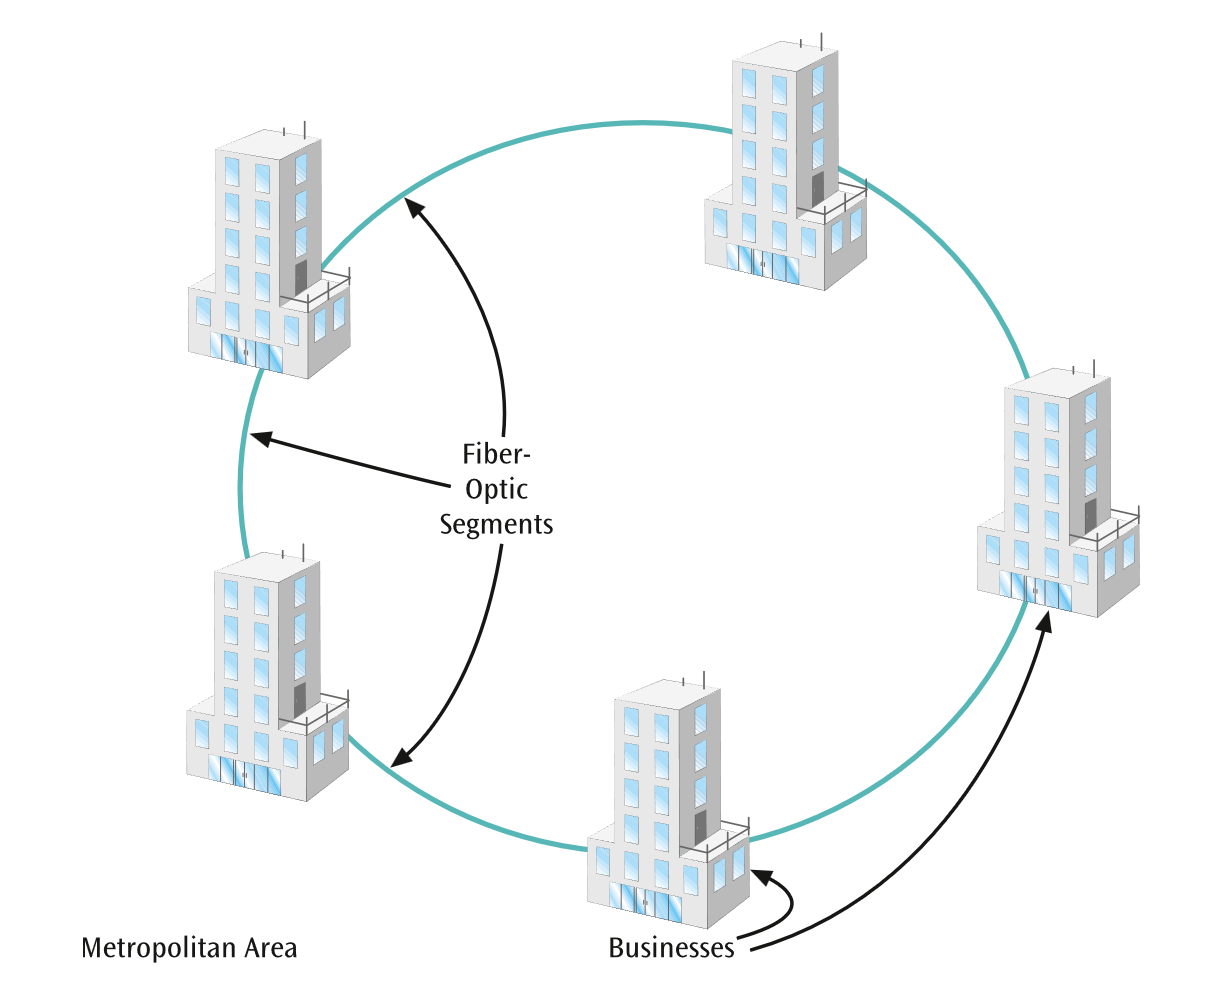 Fiber-
Optic
Segments
Metropolitan Area
Businesses